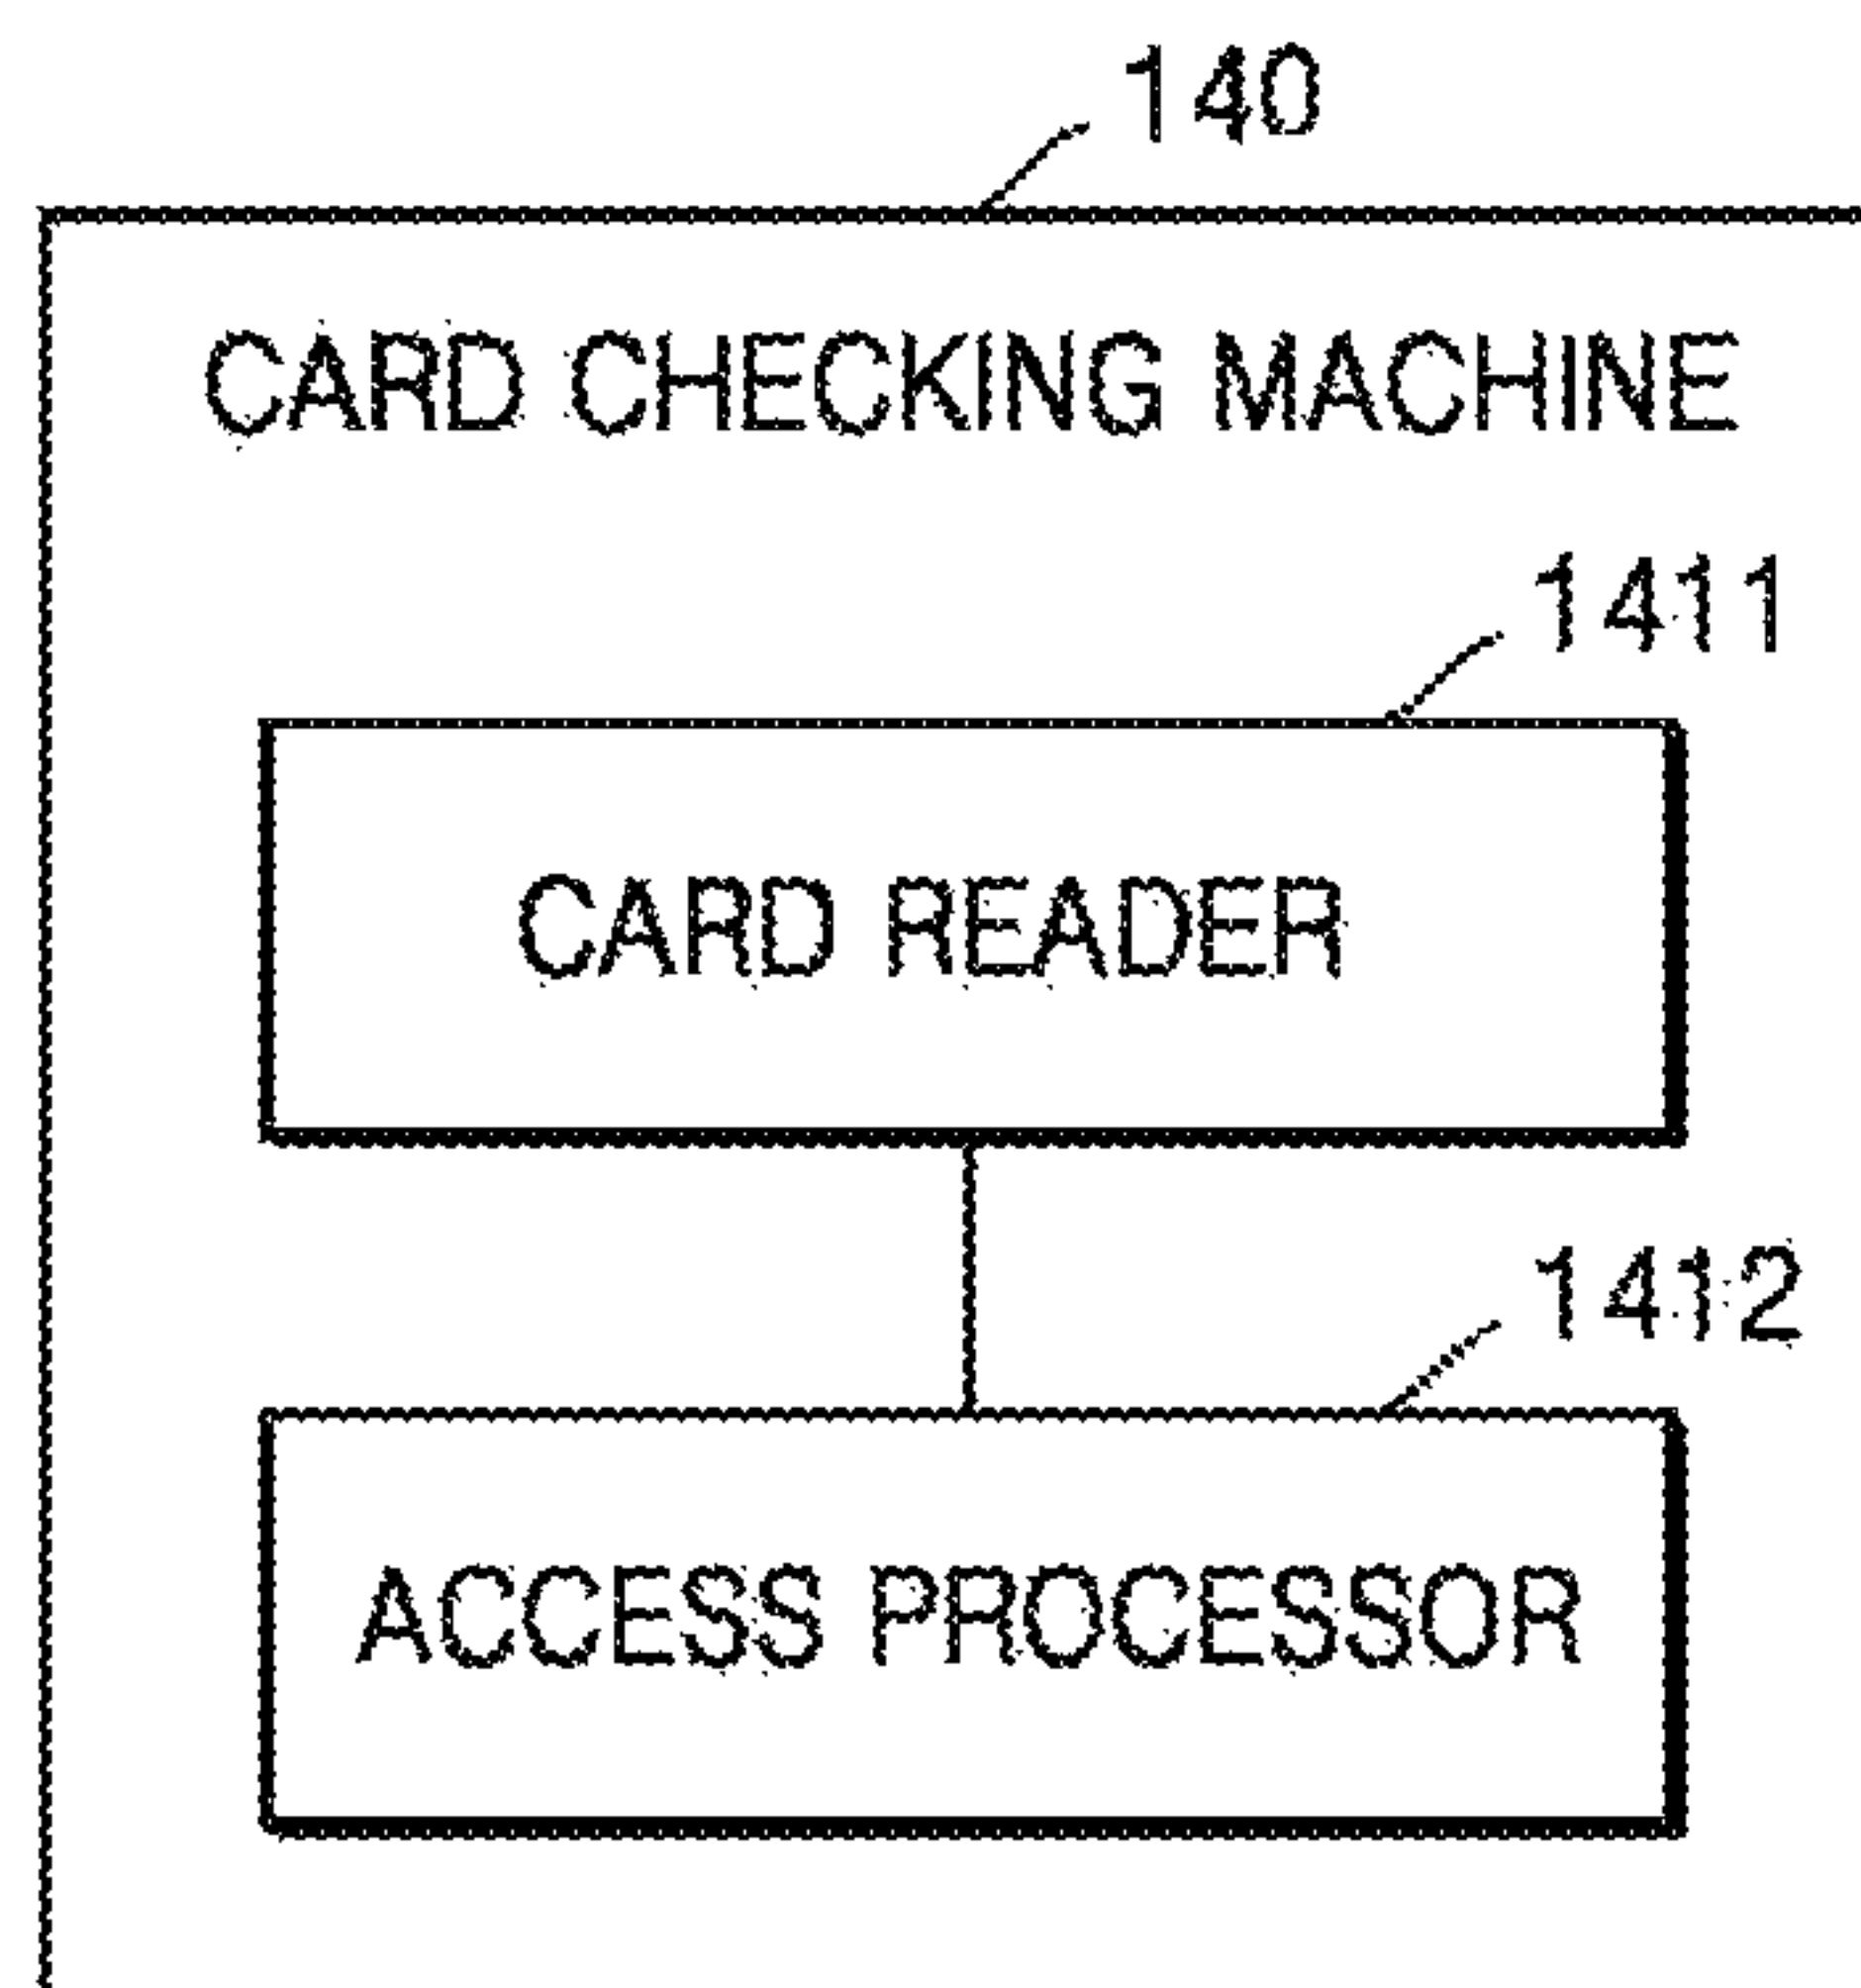 140
CARD CHECKING MACHINE
1411
CARD READER
1412
ACCESS PROCESSOR